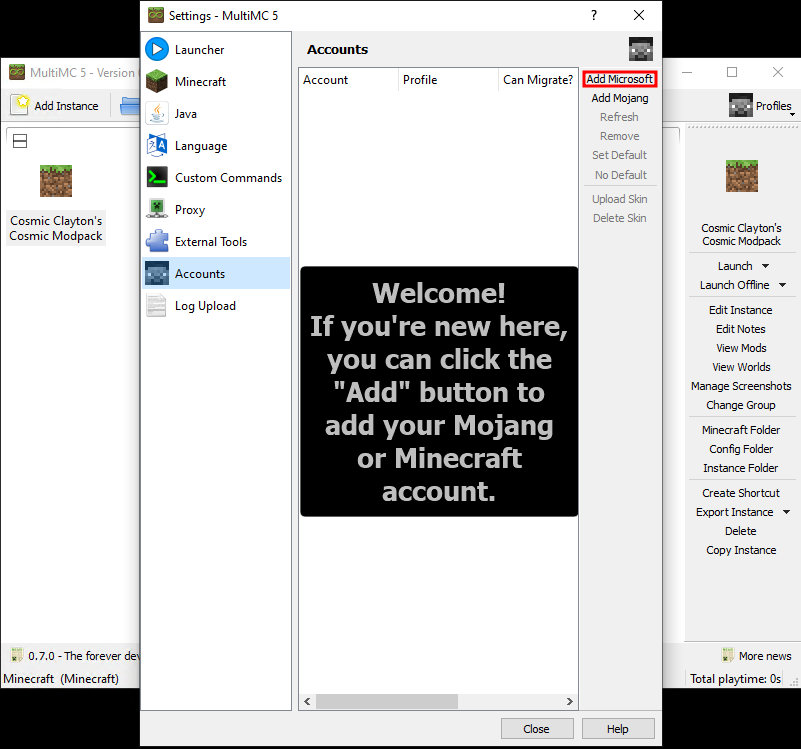 Settings - MultiMC 5
?
MultiMC 5 - Version
Add Instance
Profiles
Launcher
Minecraft
Java
Language
Custom Commands
Proxy
External Tools
Accounts
Log Upload
Accounts
Account
Profile
Can Migrate?
Add Microsoft
Add Mojang
Refresh
Remove
Set Default
No Default
Upload Skin
Delete Skin
Welcome!
If you're new here,
you can click the
"Add" button to
add your Mojang
or Minecraft
account.
Close
Help
Cosmic Clayton's
Cosmic Modpack
Cosmic Clayton's
Cosmic Modpack
Launch
Launch Offline
Edit Instance
Edit Notes
View Mods
View Worlds
Manage Screenshots
Change Group
Minecraft Folder
Config Folder
Instance Folder
Create Shortcut
Export Instance
Delete
Copy Instance
0.7.0 - The forever dev
More news
Minecraft (Minecraft)
Total playtime: 0s